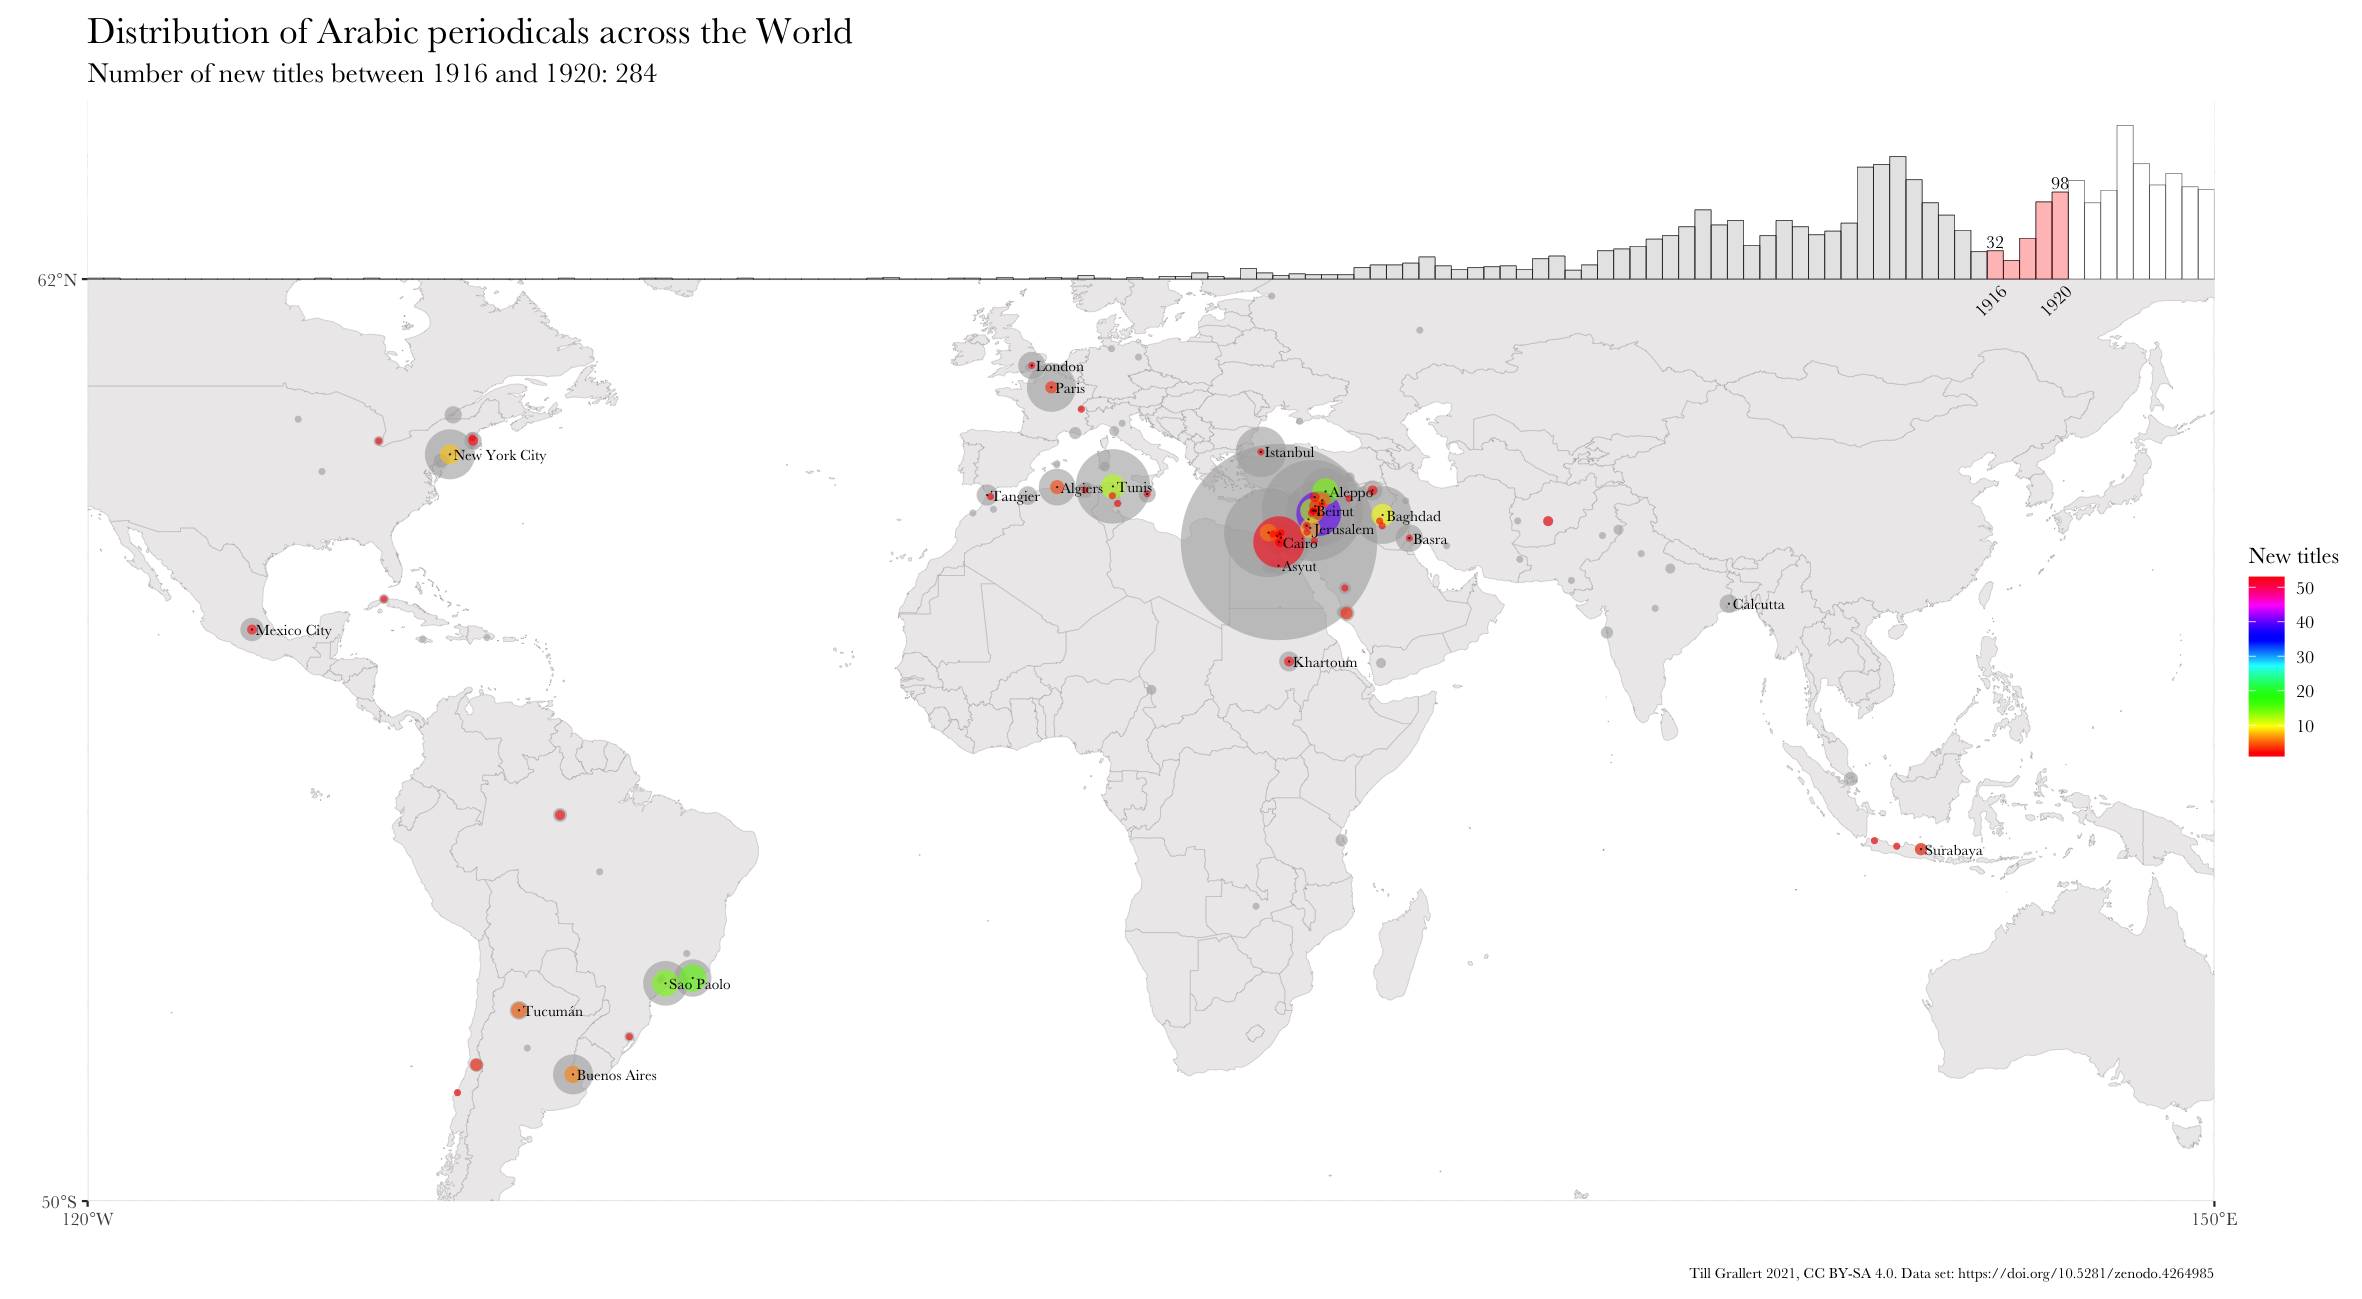 Distribution of Arabic periodicals across the World
Number of new titles between 1916 and 1920: 284
98
32
62°N
1916
1920
London
Paris
New York City
Istanbul
Tangier
Algiers
Tunis
Aleppo
Beirut
Baghdad
Jerusalem
Cairo
Basra
Asyut
New titles
50
40
30
20
10
Calcutta
Mexico City
Khartoum
Surabaya
Sao Paolo
Tucumán
Buenos Aires
50°S
120°W
150°E
Till Grallert 2021, CC BY-SA 4.0. Data set: https://doi.org/10.5281/zenodo.4264985